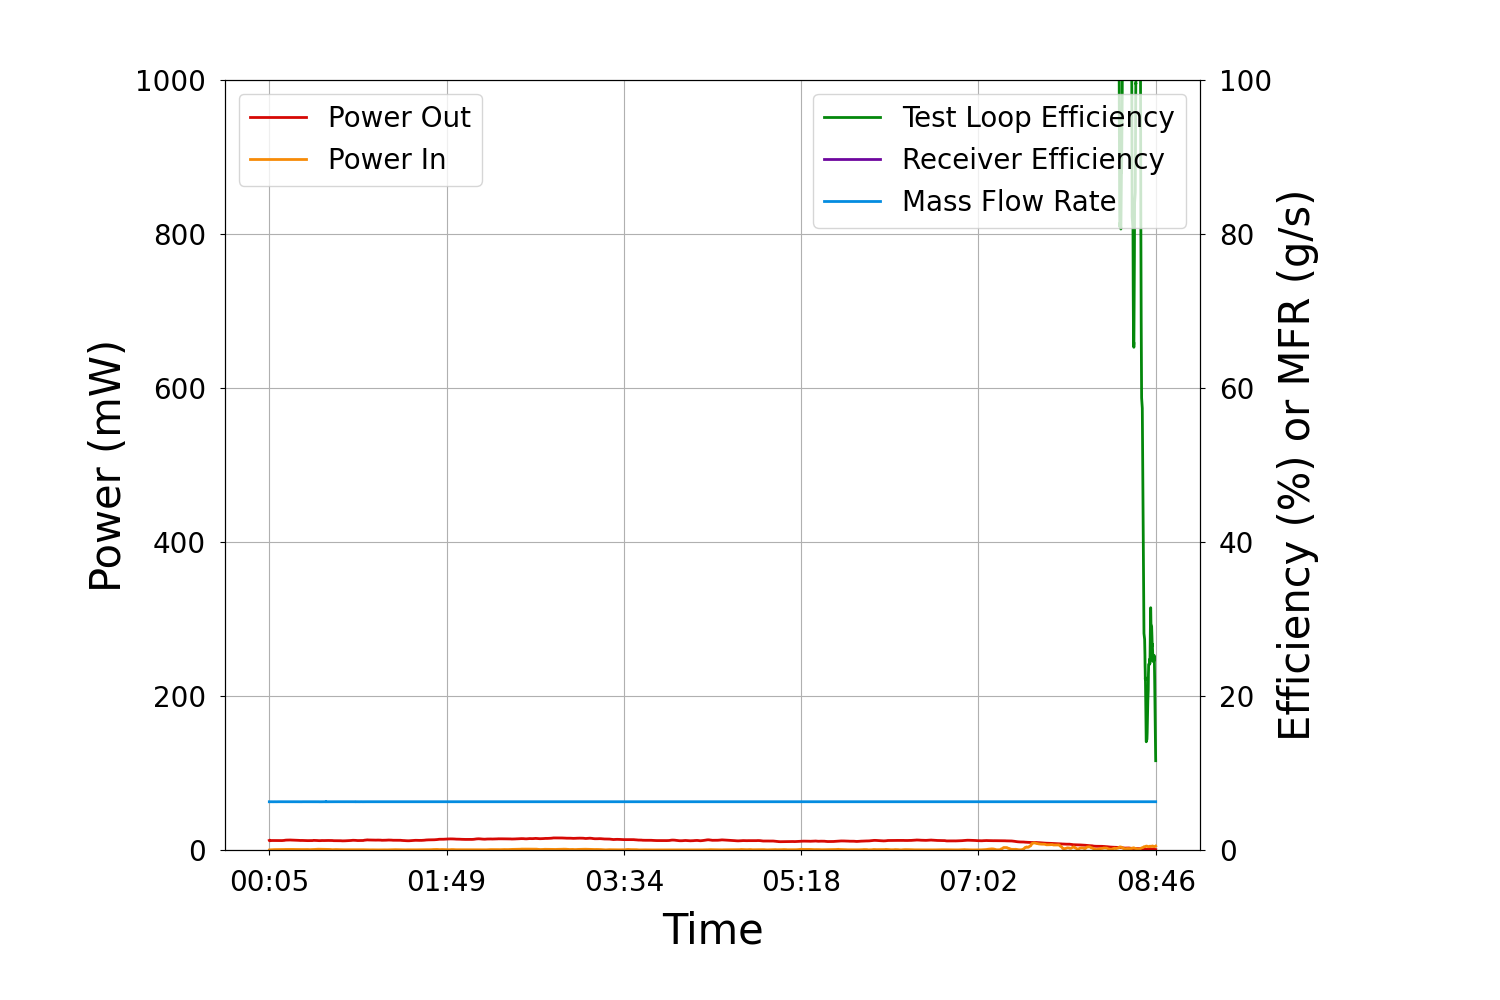 1000
800
600
400
200
0
Power (mW)
Power Out
Power In
Test Loop Efficiency
Receiver Efficiency
Mass Flow Rate
100
80
60
40
20
0
Efficiency (%) or MFR (g/s)
00:05 01:49 03:34 05:18 07:02 08:46
Time